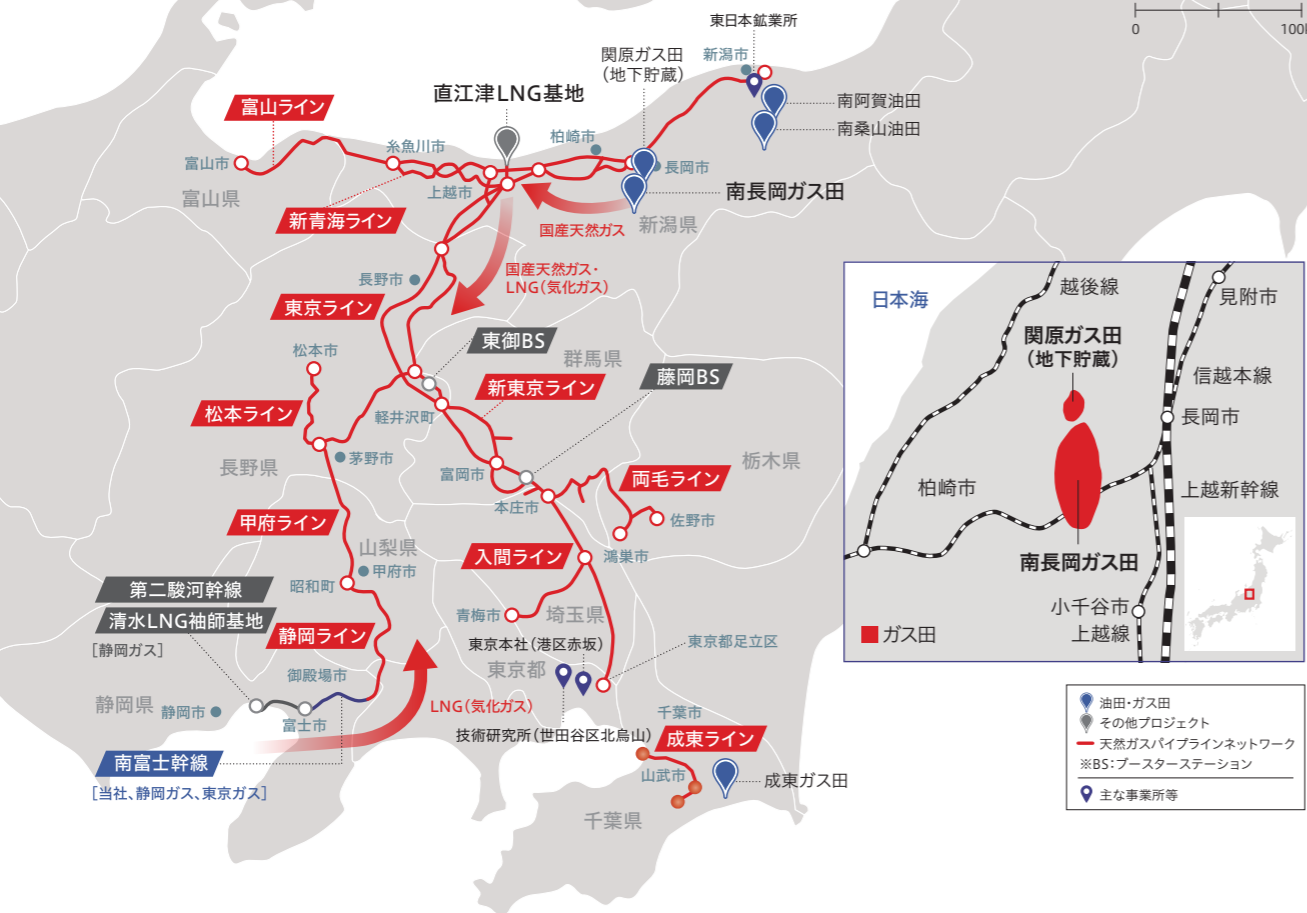 東日本鉱業所
0
100k
関原ガス田
(地下貯蔵)
新潟市
直江津LNG基地
南阿賀油田
富山ライン
南桑山油田
柏崎市
糸魚川市
富山市
長岡市
上越市
南長岡ガス田
富山県
新青海ライン
新潟県
国産天然ガス
国産天然ガス・
LNG(気化ガス)
長野市
東京ライン
東御BS
群馬県
松本市
藤岡BS
新東京ライン
松本ライン
軽井沢町
茅野市
長野県
富岡市
栃木県
両毛ライン
本庄市
佐野市
甲府ライン
山梨県
入間ライン
鴻巣市
甲府市
昭和町
第二駿河幹線
清水LNG袖師基地
[静岡ガス]
静岡ライン
青梅市
埼玉県
東京本社(港区赤坂)
東京都足立区
東京都
御殿場市
静岡県
静岡市
富士市
LNG(気化ガス)
千葉市
技術研究所(世田谷区北烏山)
成東ライン
南富士幹線
[当社、静岡ガス、東京ガス]
山武市
成東ガス田
千葉県
日本海
越後線
見附市
関原ガス田
(地下貯蔵)
信越本線
長岡市
柏崎市
上越新幹線
南長岡ガス田
小千谷市
上越線
ガス田
油田・ガス田
その他プロジェクト
天然ガスパイプラインネットワーク
※BS:ブースターステーション
主な事業所等